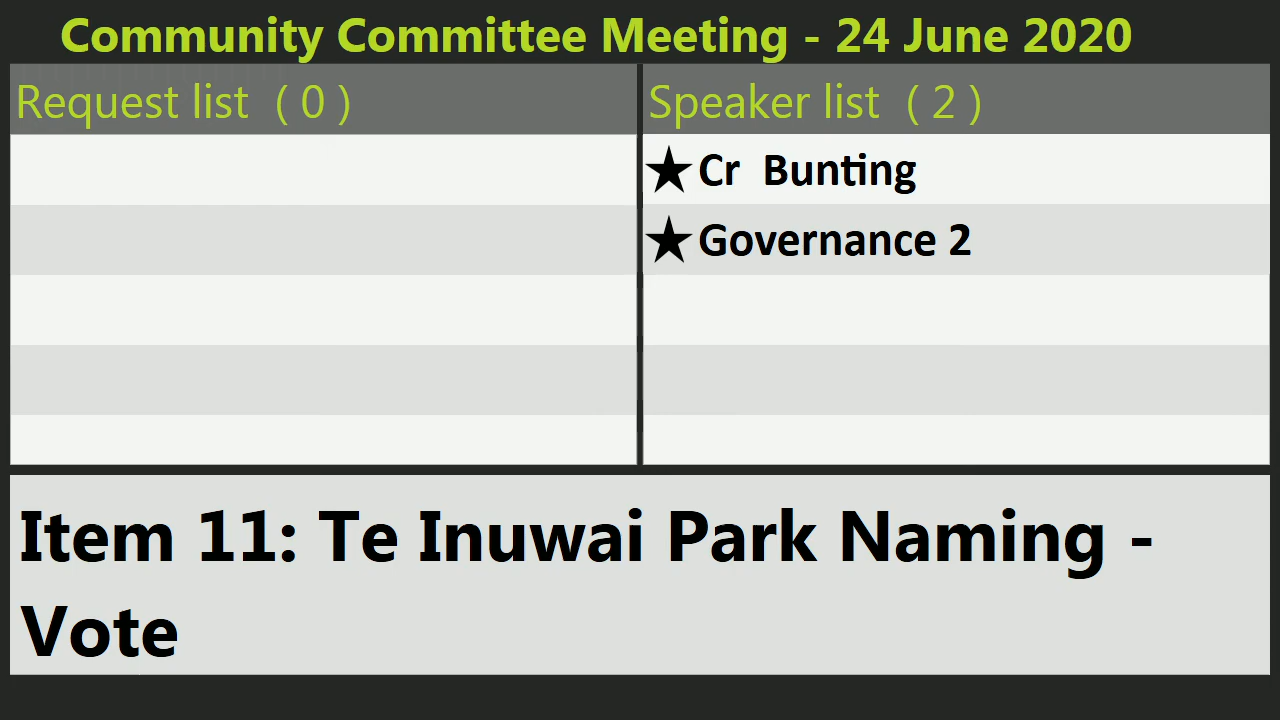 Community Committee Meeting - 24 June 2020
Request list ( 0 )
Speaker list ( 2 )
★ Cr Bunting
★ Governance 2
Item 11: Te Inuwai Park Naming -
Vote